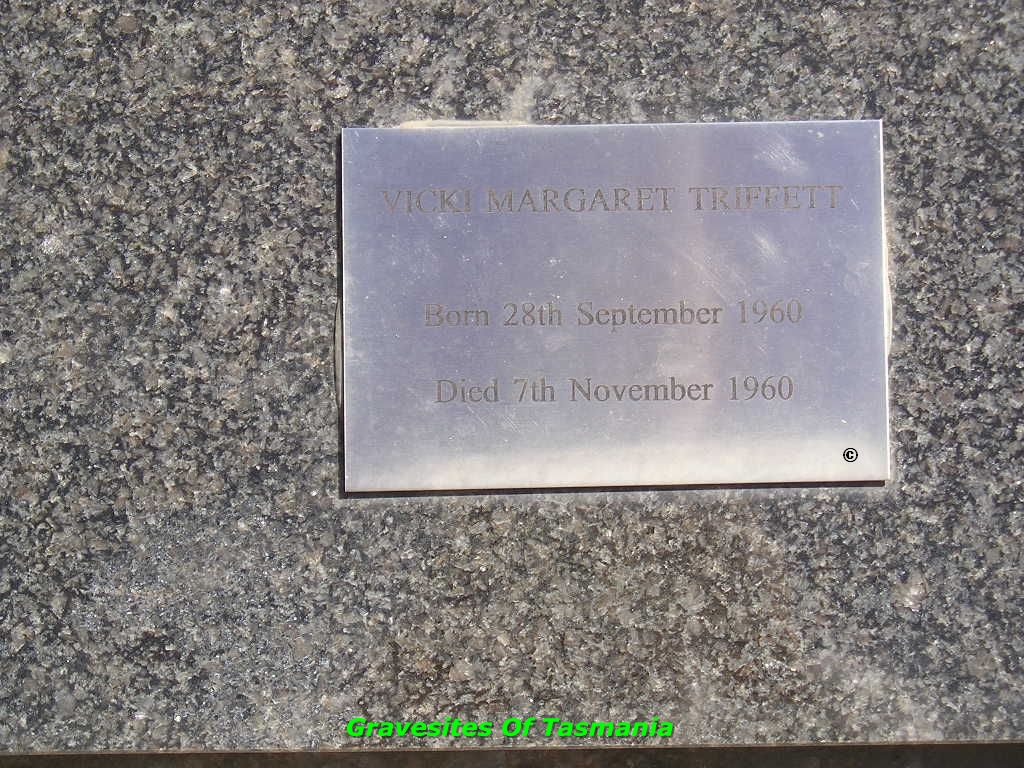 VICKI MARGARET TRIFFETT
Born 28th September 1960
Died 7th November 1960
©
Gravesites Of Tasmania